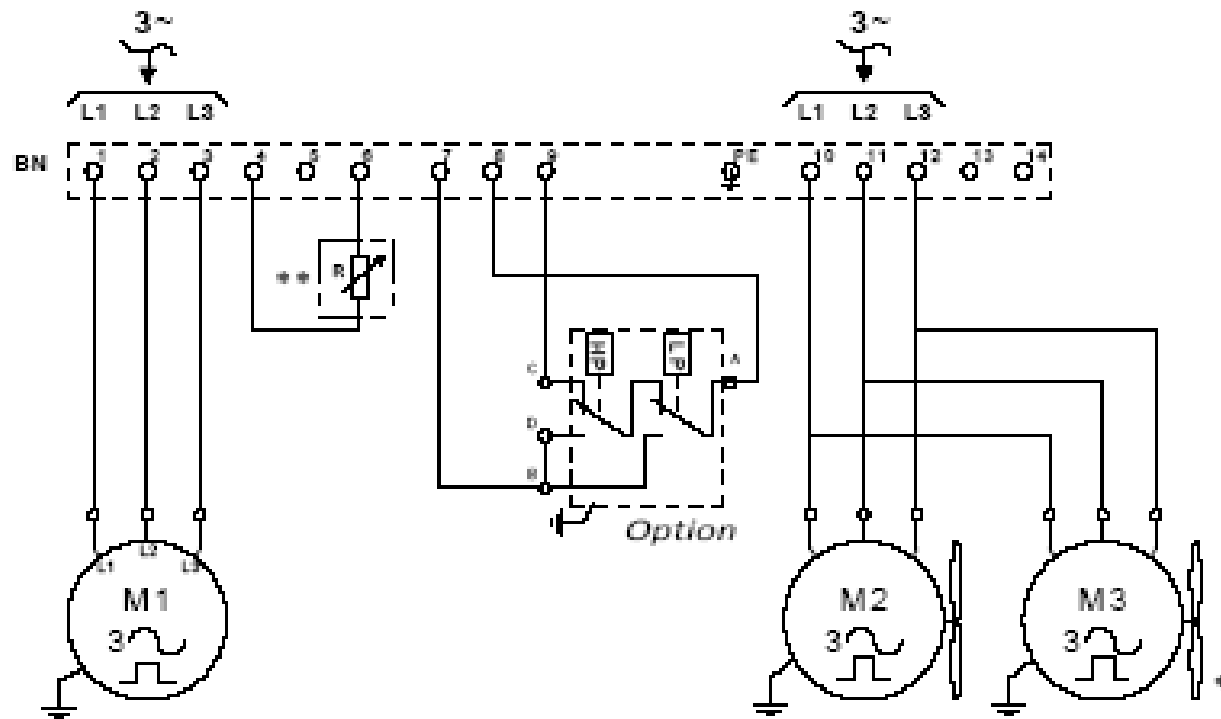 3~ 3~
L1 L2 L3 L1 L2 L3
BN 1 2 3 4 5 6 7 8 9 PE 10 11 12 13 14
** R
HP LP
C A
D
B
Option
L1 L2 L3
M1 M2 M3
3 3 3
*